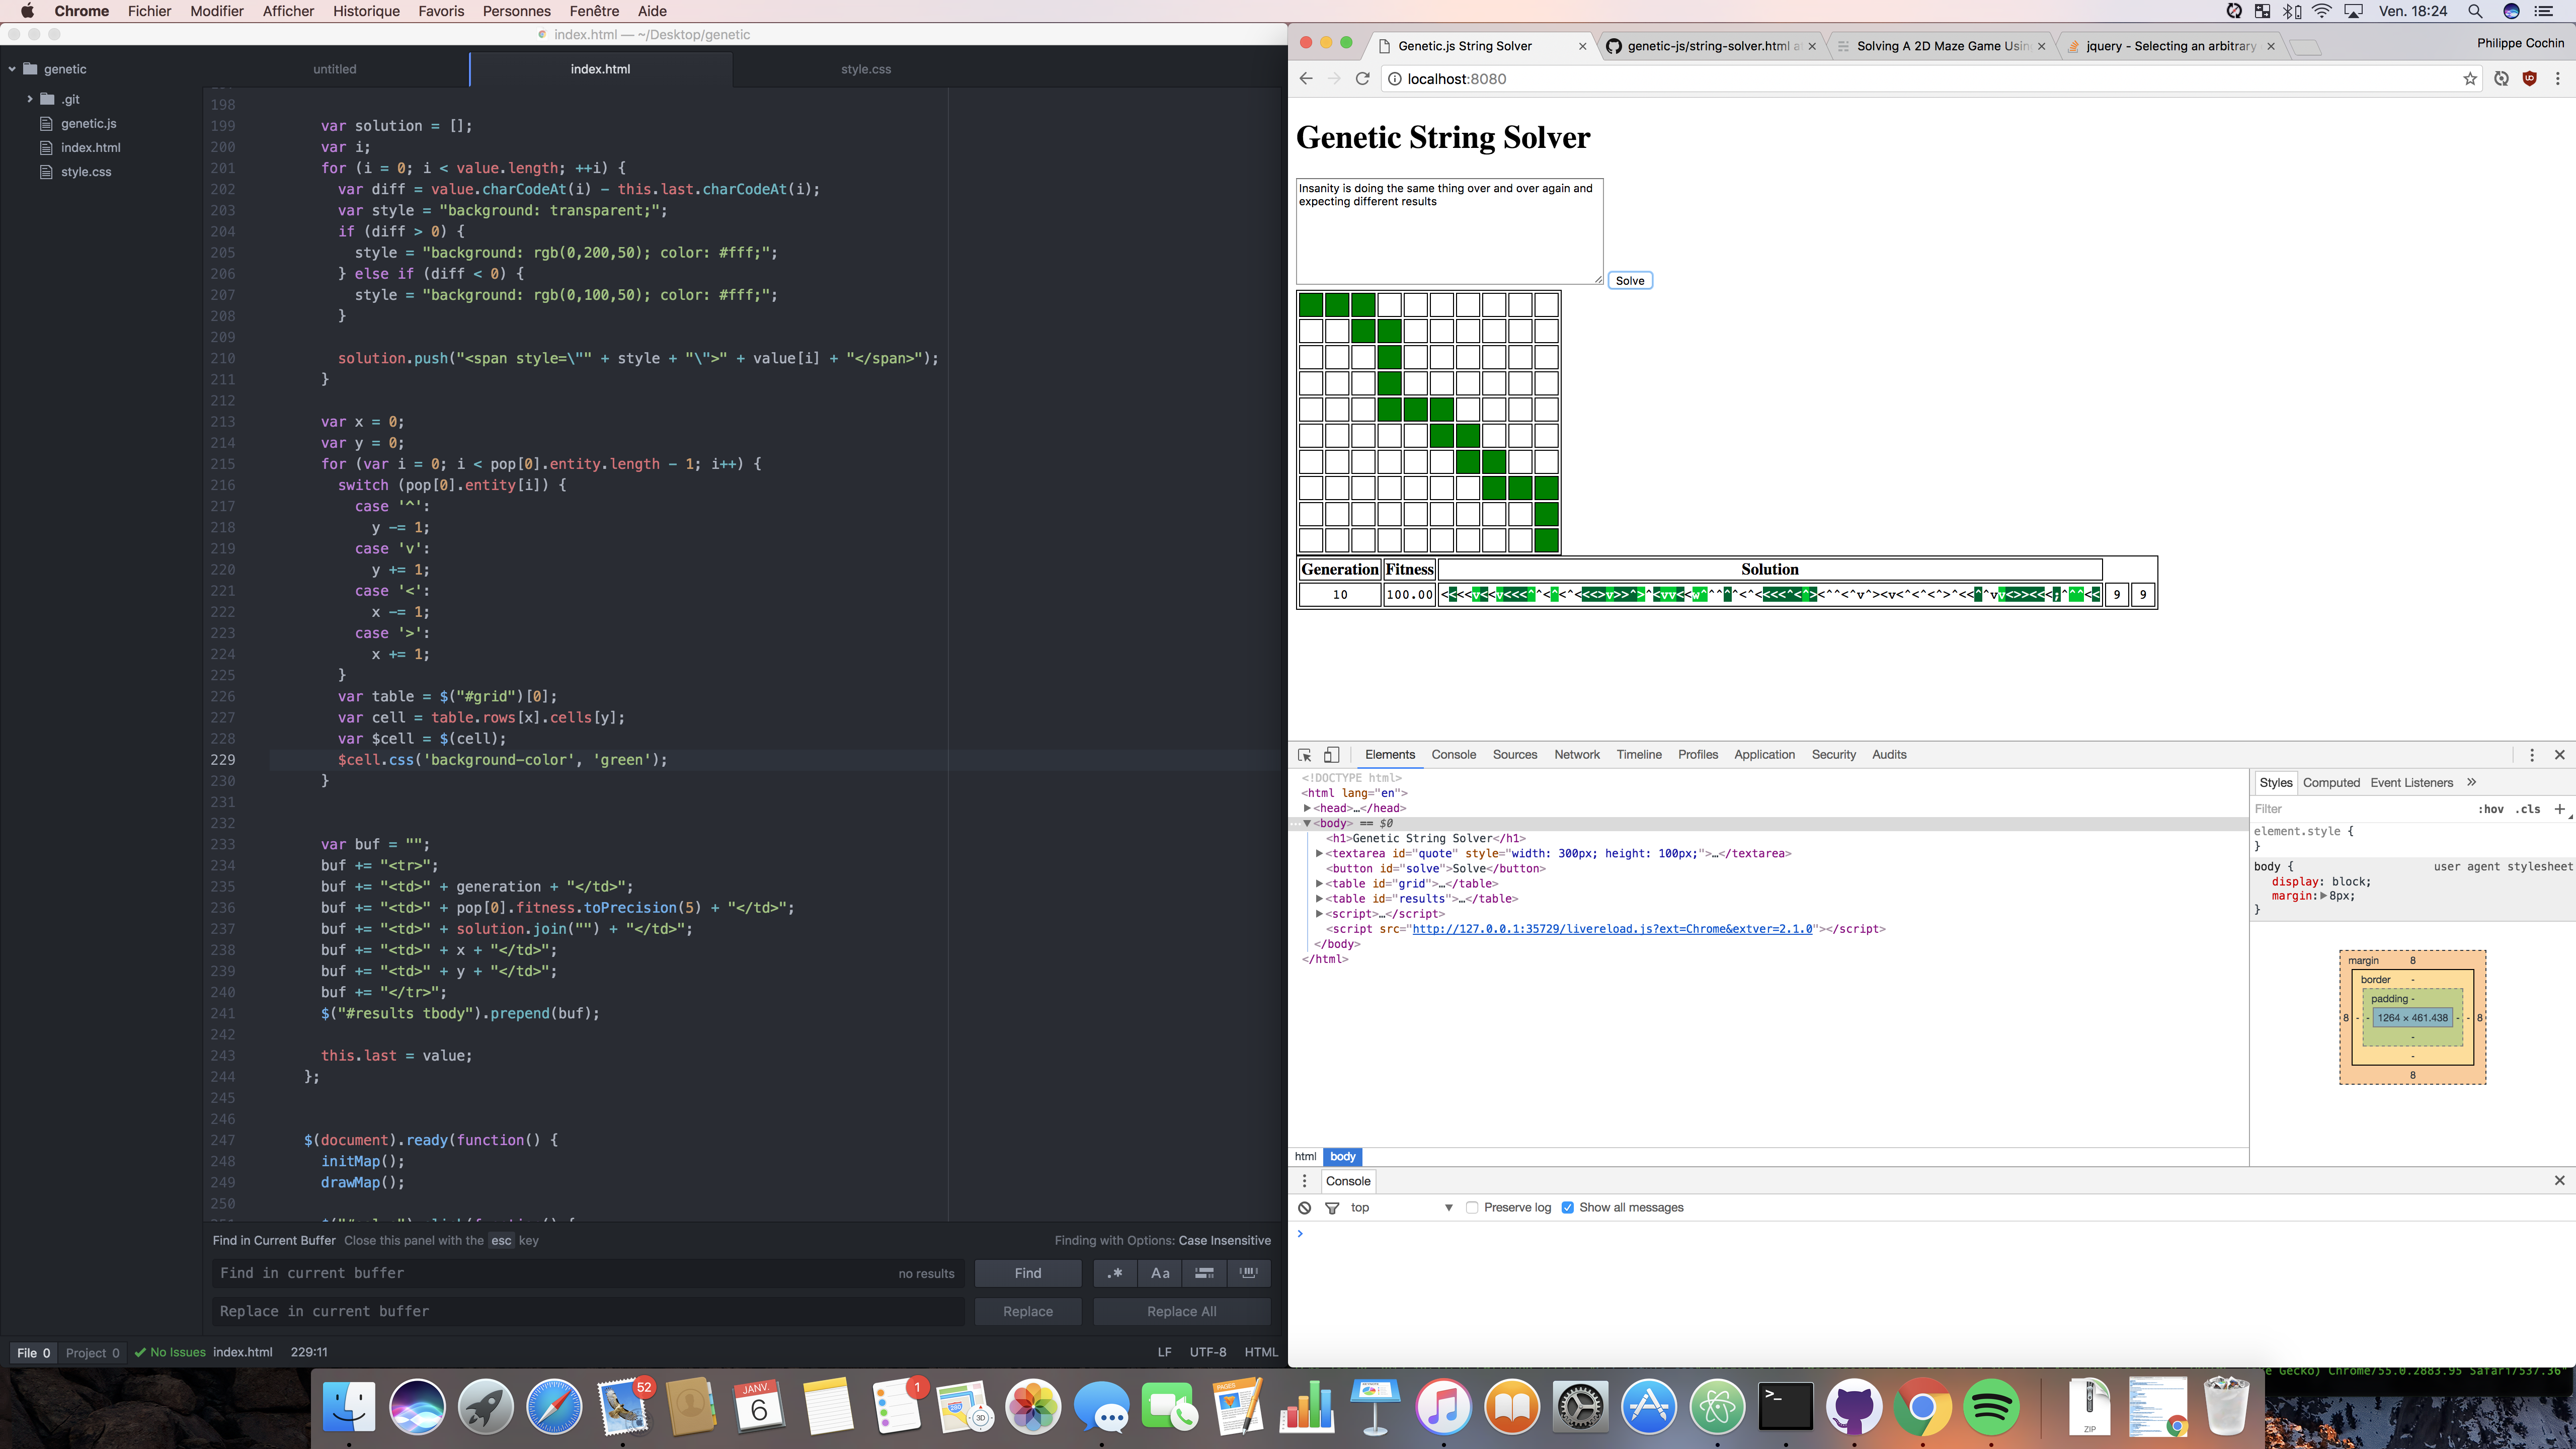 Chrome Fichier Modifier Afficher Historique Favoris Personnes Fenêtre Aide
Ven. 18:24
index.html — ~/Desktop/genetic
genetic
.git
genetic.js
index.html
style.css
untitled
index.html
style.css
198
199 var solution = [];
200 var i;
201 for (i = 0; i < value.length; ++i) {
202 var diff = value.charCodeAt(i) - this.last.charCodeAt(i);
203 var style = "background: transparent;";
204 if (diff > 0) {
205 style = "background: rgb(0,200,50); color: #fff;";
206 } else if (diff < 0) {
207 style = "background: rgb(0,100,50); color: #fff;";
208 }
209
210 solution.push("<span style=\"" + style + "\">" + value[i] + "</span>");
211 }
212
213 var x = 0;
214 var y = 0;
215 for (var i = 0; i < pop[0].entity.length - 1; i++) {
216 switch (pop[0].entity[i]) {
217 case '^':
218 y -= 1;
219 case 'v':
220 y += 1;
221 case '<':
222 x -= 1;
223 case '>':
224 x += 1;
225 }
226 var table = $("#grid")[0];
227 var cell = table.rows[x].cells[y];
228 var $cell = $(cell);
229 $cell.css('background-color', 'green');
230 }
231
232
233 var buf = "";
234 buf += "<tr>";
235 buf += "<td>" + generation + "</td>";
236 buf += "<td>" + pop[0].fitness.toPrecision(5) + "</td>";
237 buf += "<td>" + solution.join("") + "</td>";
238 buf += "<td>" + x + "</td>";
239 buf += "<td>" + y + "</td>";
240 buf += "</tr>";
241 $("#results tbody").prepend(buf);
242
243 this.last = value;
244 };
245
246
247 $(document).ready(function() {
248 initMap();
249 drawMap();
250
Find in Current Buffer Close this panel with the esc key
Finding with Options: Case Insensitive
Find in current buffer
no results
Find
.* Aa
Replace in current buffer
Replace
Replace All
File 0 Project 0 No Issues index.html 229:11
LF UTF-8 HTML
Genetic.js String Solver
genetic-js/string-solver.html a
Solving A 2D Maze Game Usin
jquery - Selecting an arbitrary
Philippe Cochin
localhost:8080
Genetic String Solver
Insanity is doing the same thing over and over again and
expecting different results
Solve
Generation Fitness Solution
10 100.00
9 9
Elements Console Sources Network Timeline Profiles Application Security Audits
<!DOCTYPE html>
<html lang="en">
<head>…</head>
<body> == $0
<h1>Genetic String Solver</h1>
<textarea id="quote" style="width: 300px; height: 100px;">…</textarea>
<button id="solve">Solve</button>
<table id="grid">…</table>
<table id="results">…</table>
<script>…</script>
<script src="http://127.0.0.1:35729/livereload.js?ext=Chrome&extver=2.1.0"></script>
</body>
</html>
Styles Computed Event Listeners »
Filter
:hov .cls +
element.style {
}
body {
user agent stylesheet
display: block;
margin: 8px;
}
margin 8
border -
padding -
8 - - 1264 × 461.438 - - 8
-
-
8
html body
Console
top
Preserve log
Show all messages
>
e Gecko) Chrome/55.0.2883.95 Safari/537.36"
52
JANV.
6
1
280
3D
PAGES
>_
ZIP